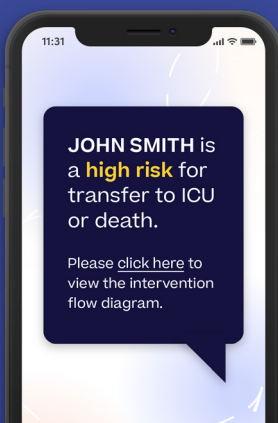 11:31
JOHN SMITH is
a high risk for
transfer to ICU
or death.
Please click here to
view the intervention
flow diagram.